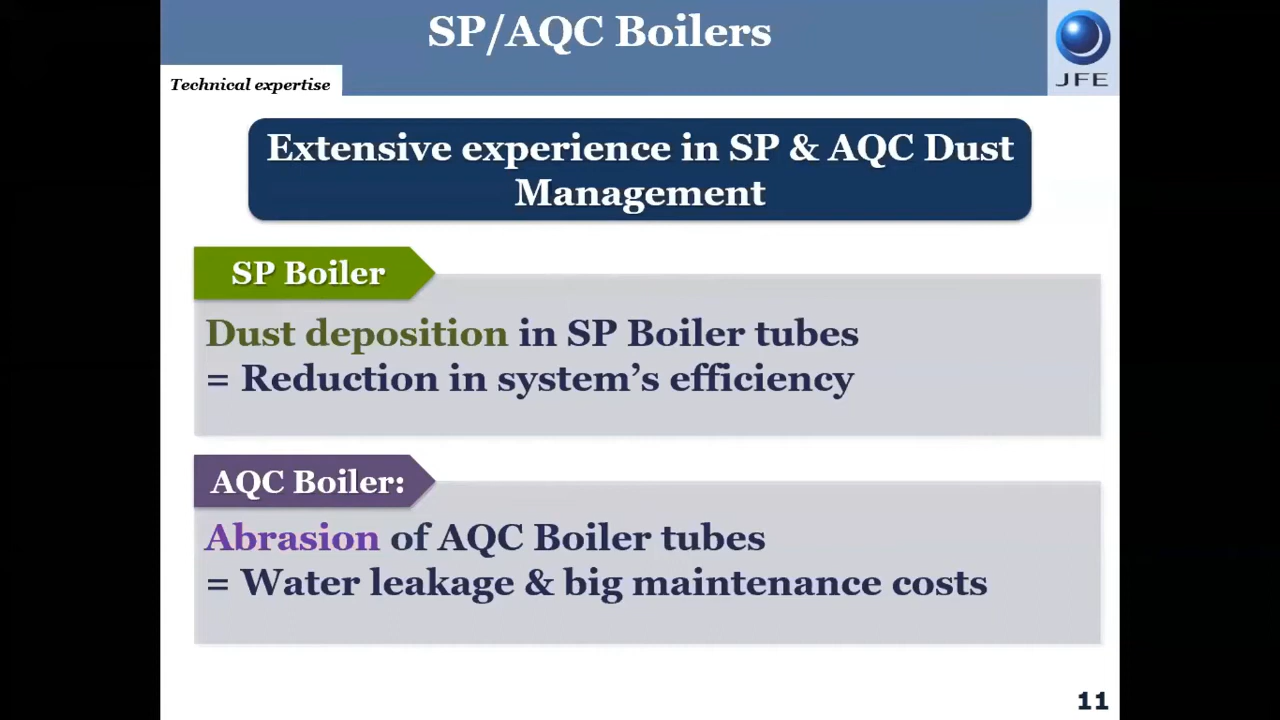 SP/AQC Boilers
Technical expertise
JFE
Extensive experience in SP & AQC Dust
Management
SP Boiler
Dust deposition in SP Boiler tubes
= Reduction in system’s efficiency
AQC Boiler:
Abrasion of AQC Boiler tubes
= Water leakage & big maintenance costs
11